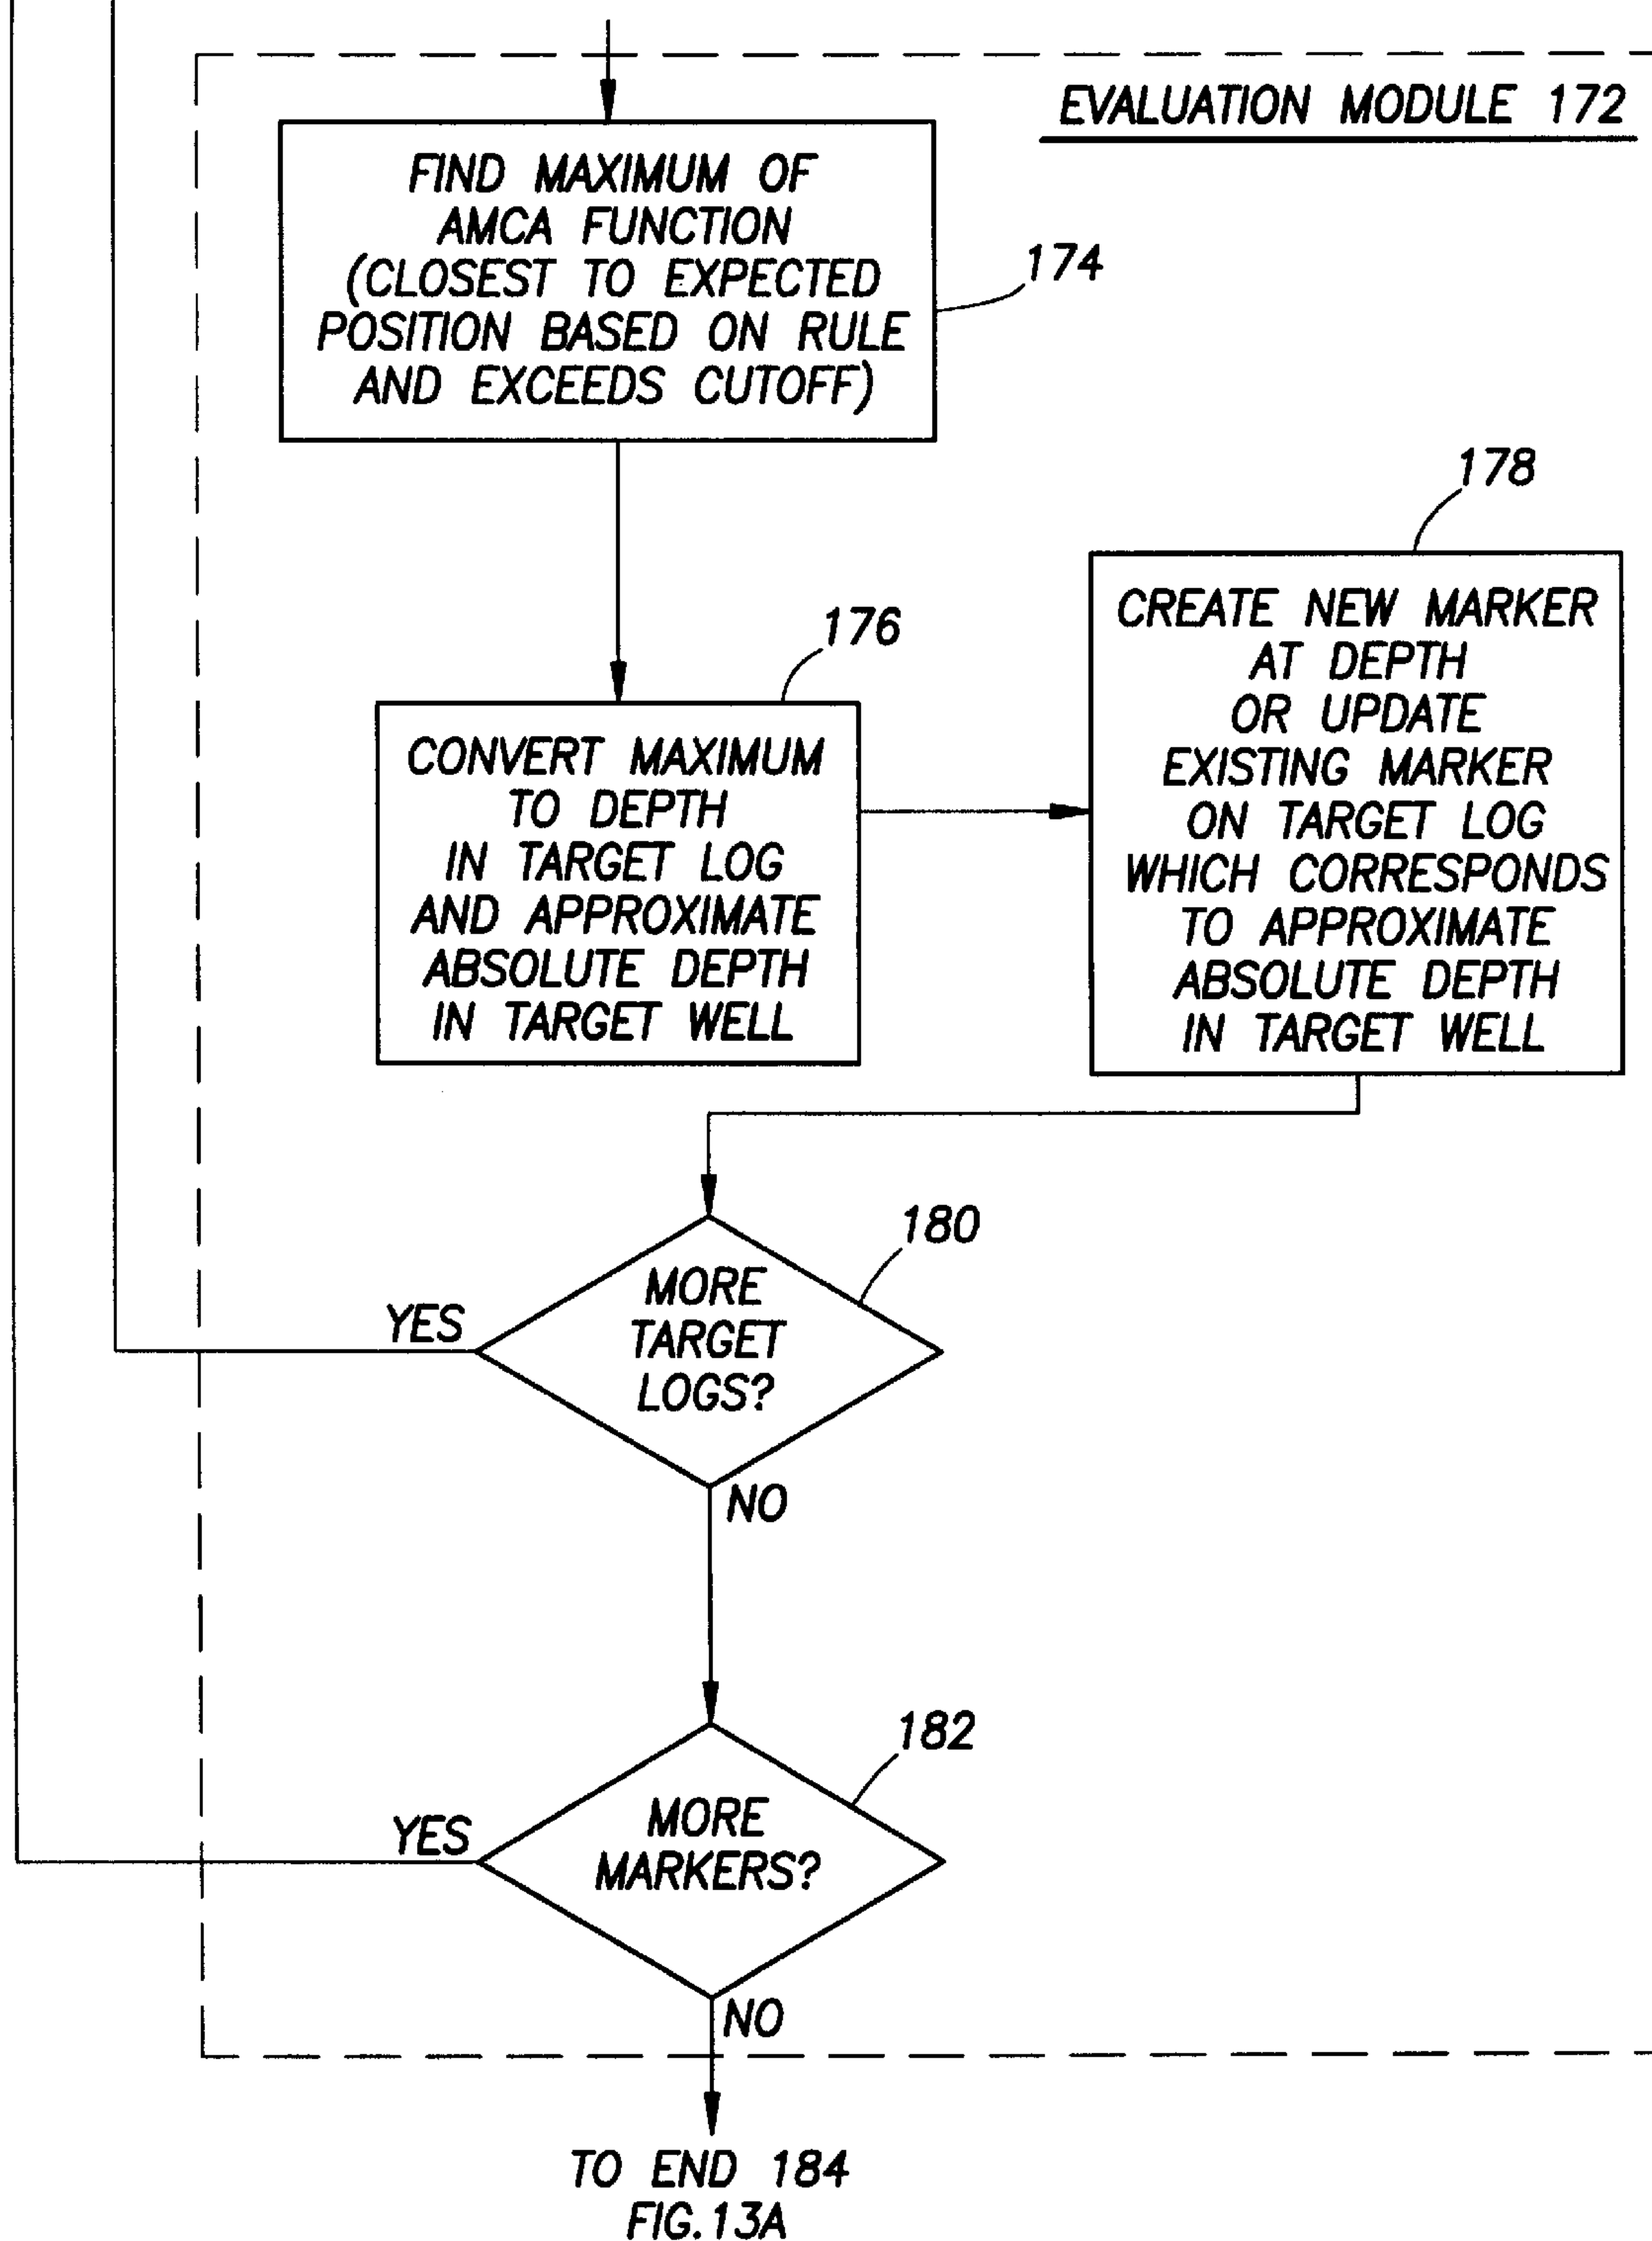 EVALUATION MODULE 172
FIND MAXIMUM OF
AMCA FUNCTION
(CLOSEST TO EXPECTED
POSITION BASED ON RULE
AND EXCEEDS CUTOFF)
174
178
176
CONVERT MAXIMUM
TO DEPTH
IN TARGET LOG
AND APPROXIMATE
ABSOLUTE DEPTH
IN TARGET WELL
CREATE NEW MARKER
AT DEPTH
OR UPDATE
EXISTING MARKER
ON TARGET LOG
WHICH CORRESPONDS
TO APPROXIMATE
ABSOLUTE DEPTH
IN TARGET WELL
180
MORE
TARGET
LOGS?
YES
NO
182
MORE
MARKERS?
YES
NO
TO END 184
FIG.13A